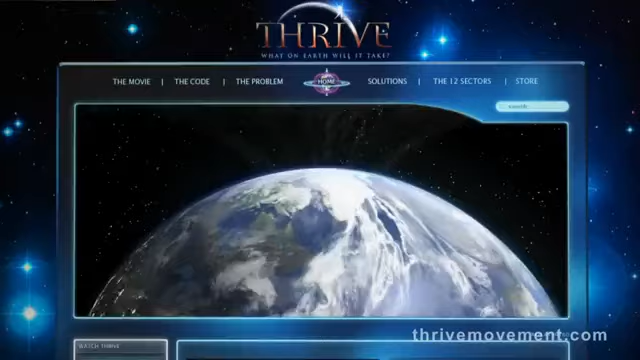 THRIVE
WHAT ON EARTH WILL IT TAKE?
THE MOVIE | THE CODE | THE PROBLEM HOME SOLUTIONS | THE 12 SECTORS | STORE
WATCH THRIVE
thrivemovement.com